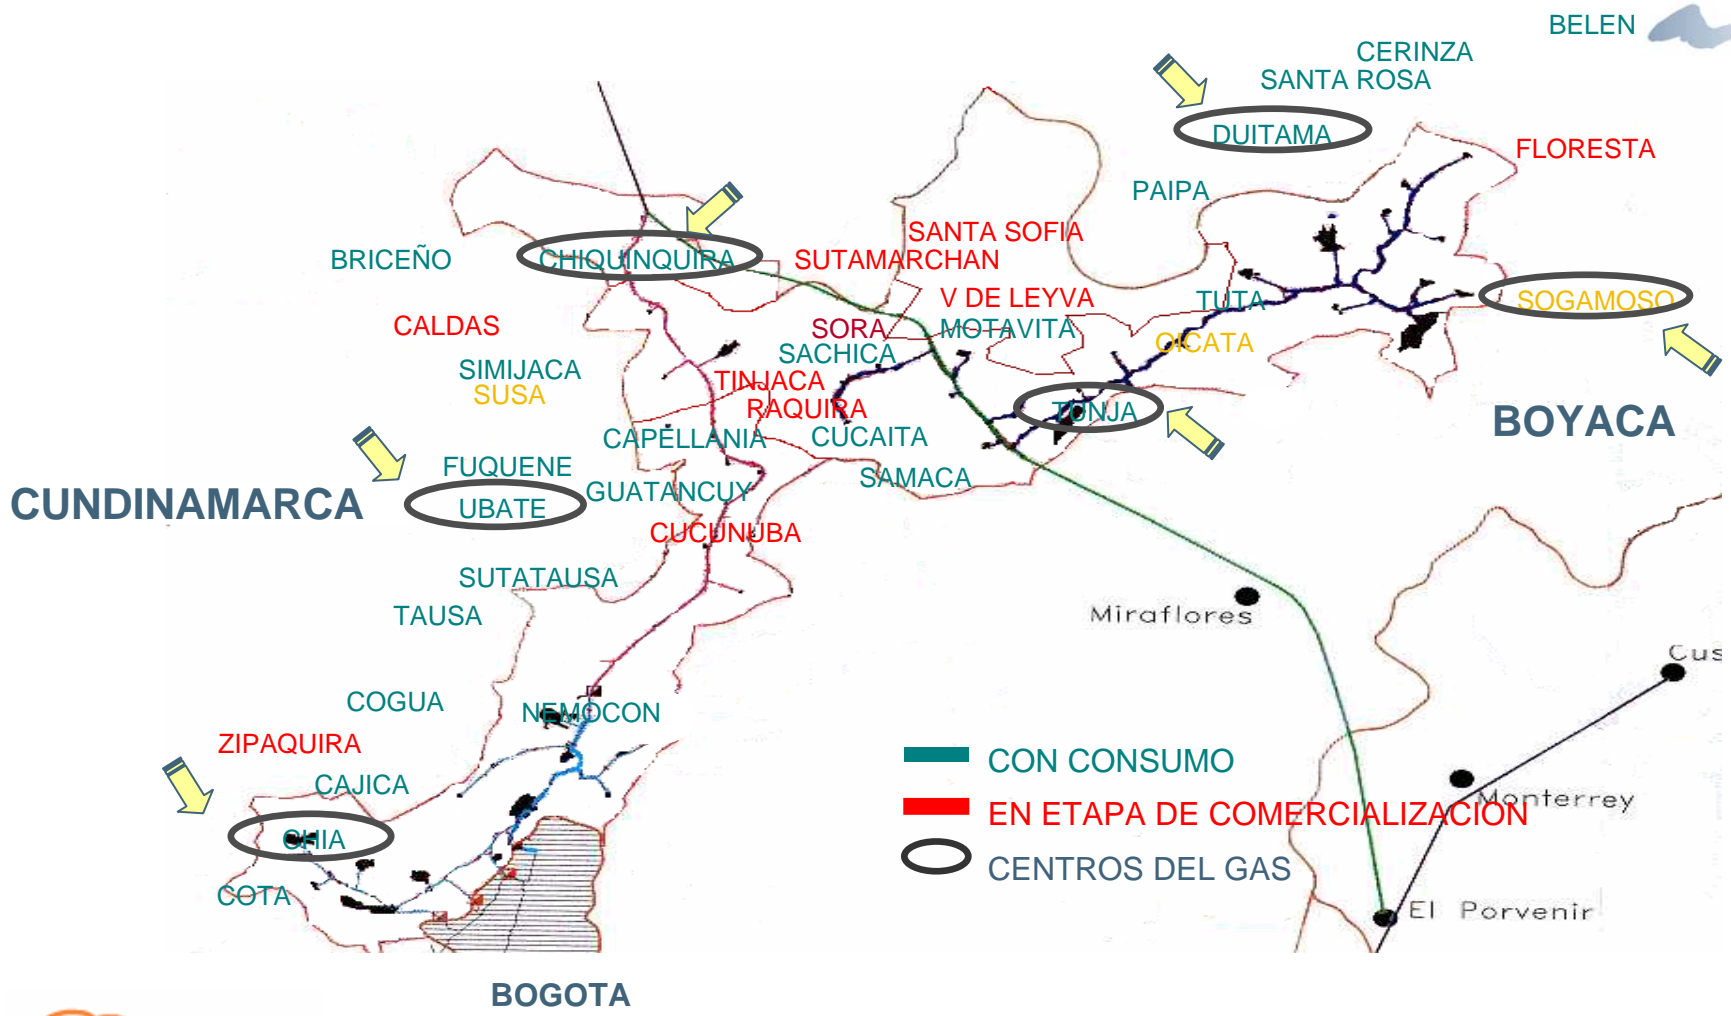 BELEN
CERINZA
SANTA ROSA
DUITAMA
FLORESTA
PAIPA
SANTA SOFIA
BRICEÑO
CHIQUINQUIRA
SUTAMARCHAN
V DE LEYVA
TUTA
SOGAMOSO
CALDAS
SORA
MOTAVITA
OICATA
SACHICA
SIMIJACA
SUSA
TINJACA
RAQUIRA
TUNJA
BOYACA
CAPELLANIA
CUCAITA
FUQUENE
SAMACA
CUNDINAMARCA
UBATE
GUATANCUY
CUCUNUBA
SUTATAUSA
TAUSA
Miraflores
Cus
COGUA
NEMOCON
ZIPAQUIRA
CAJICA
CON CONSUMO
Monterrey
EN ETAPA DE COMERCIALIZACION
CHIA
CENTROS DEL GAS
COTA
El Porvenir
BOGOTA